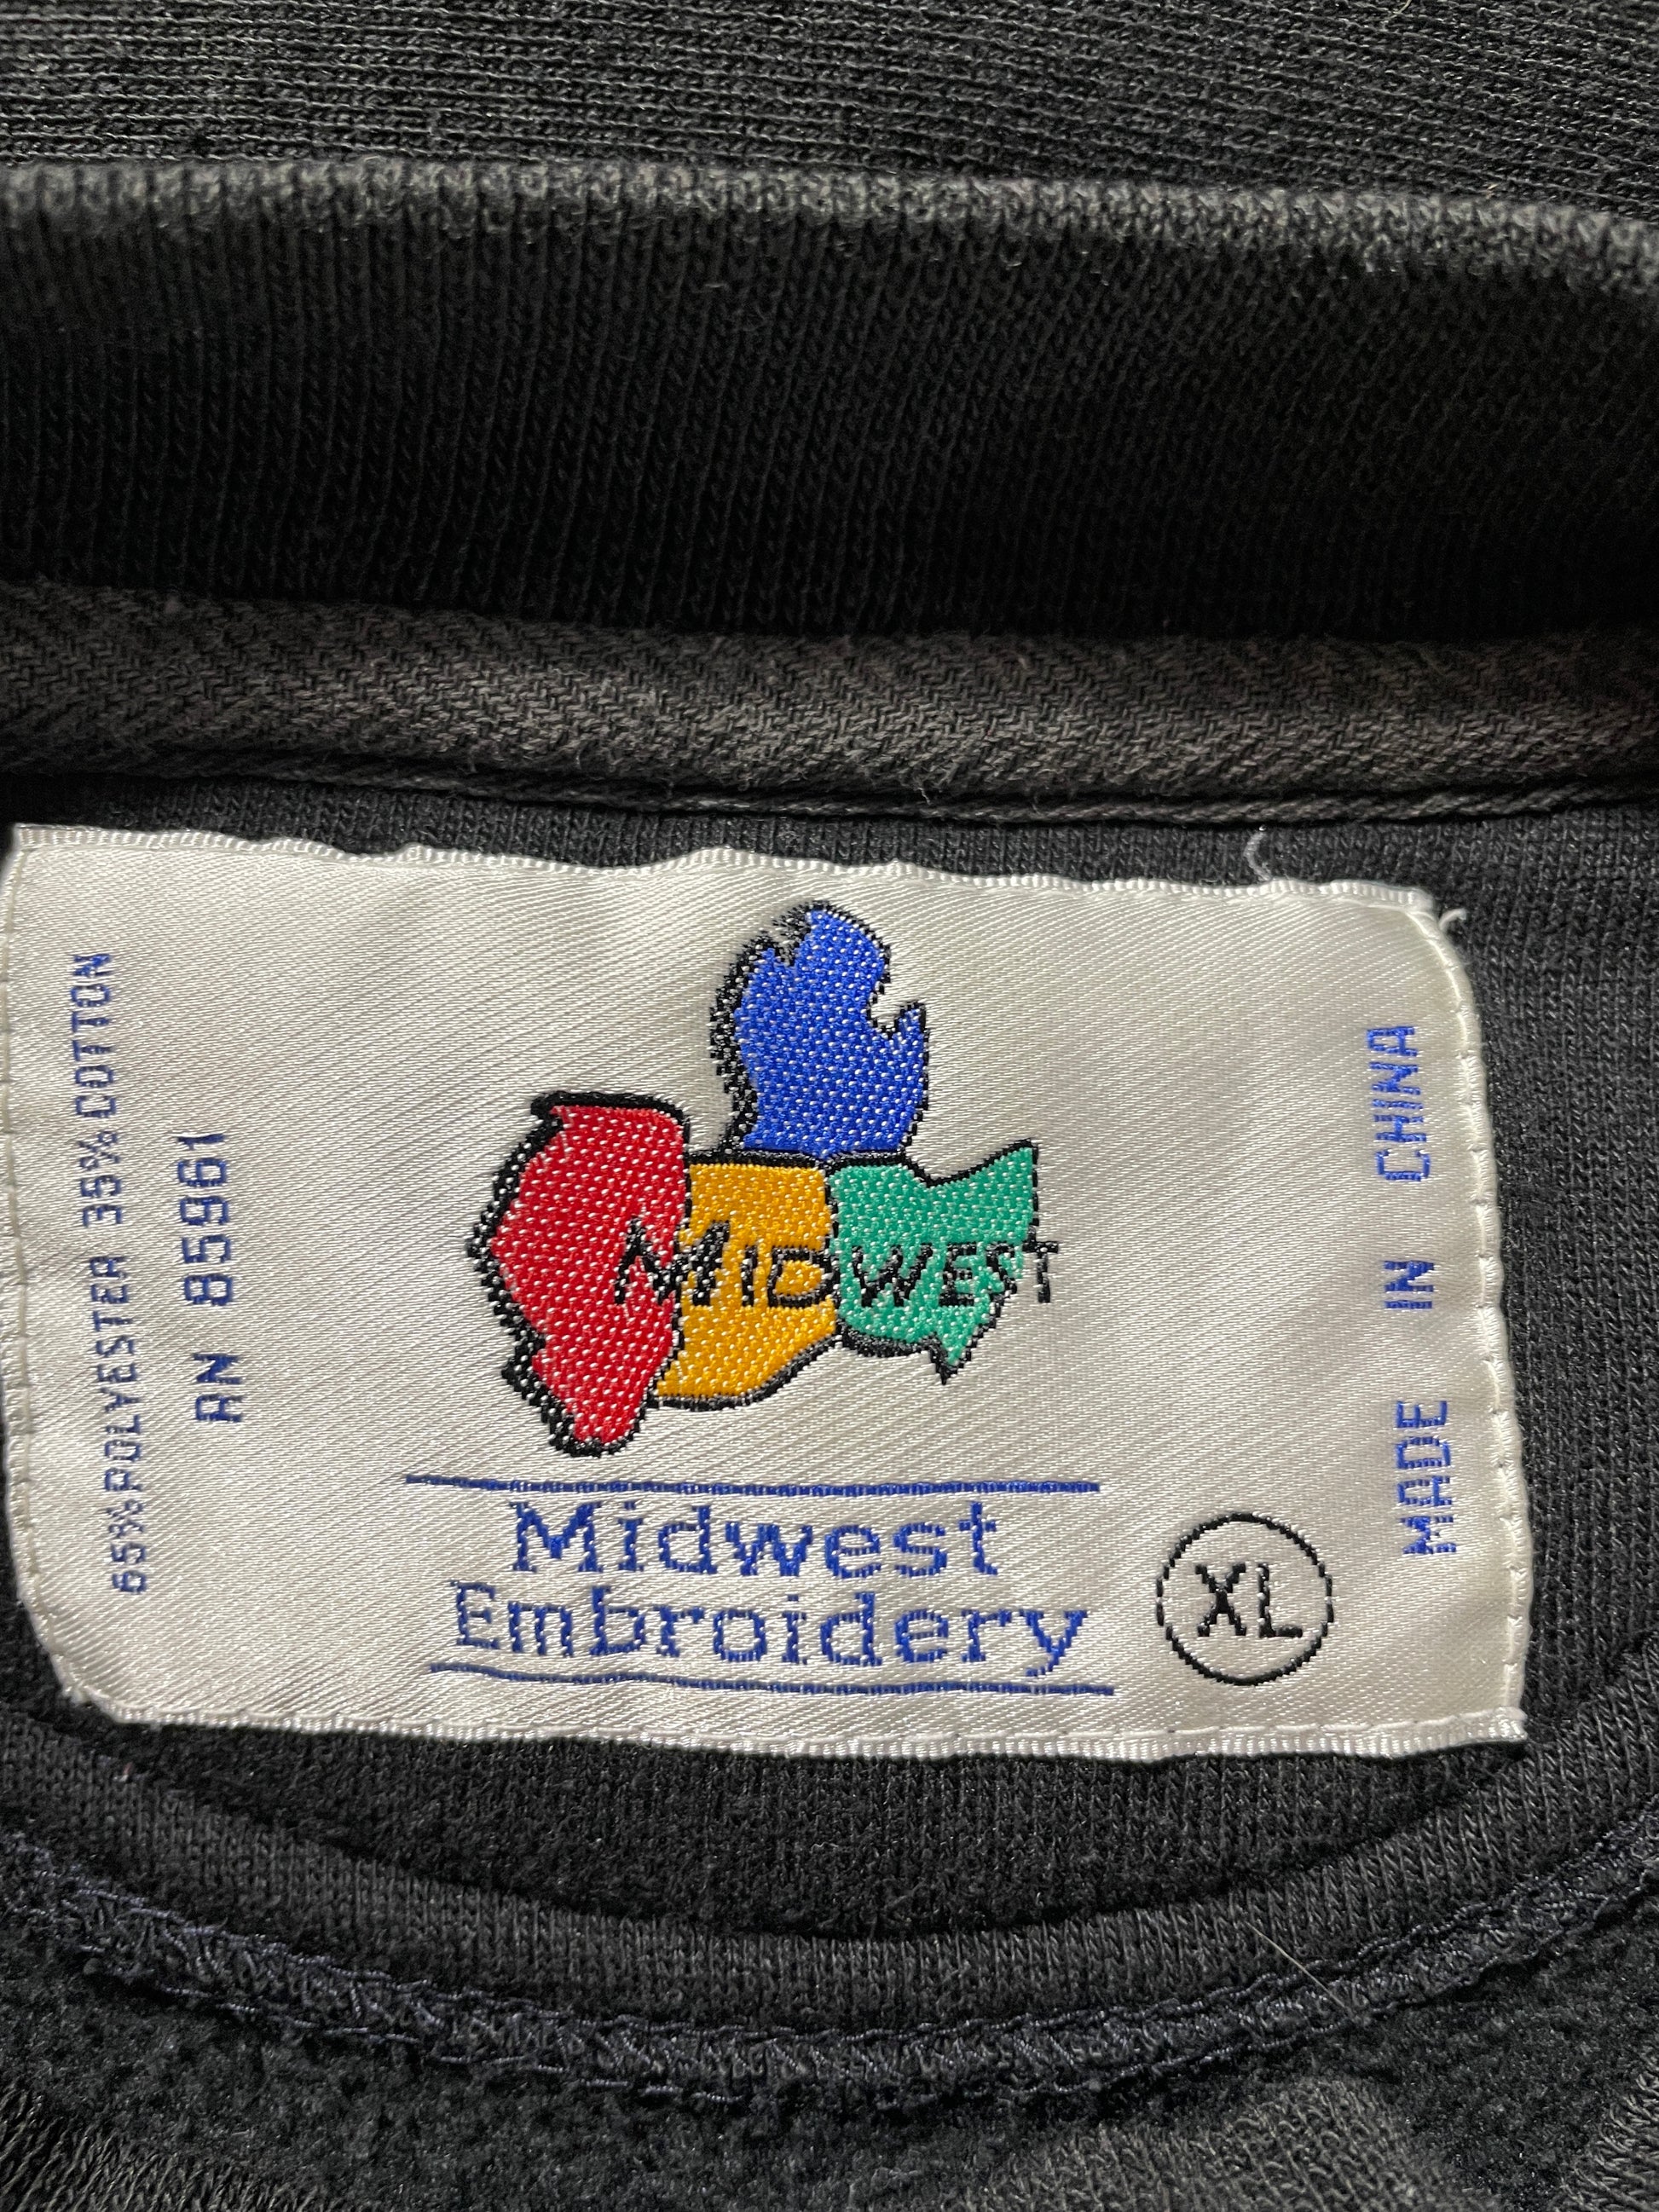 65% POLYESTER 35% COTTON
RN 85961
MIDWEST
Midwest
Embroidery
XL
MADE IN CHINA